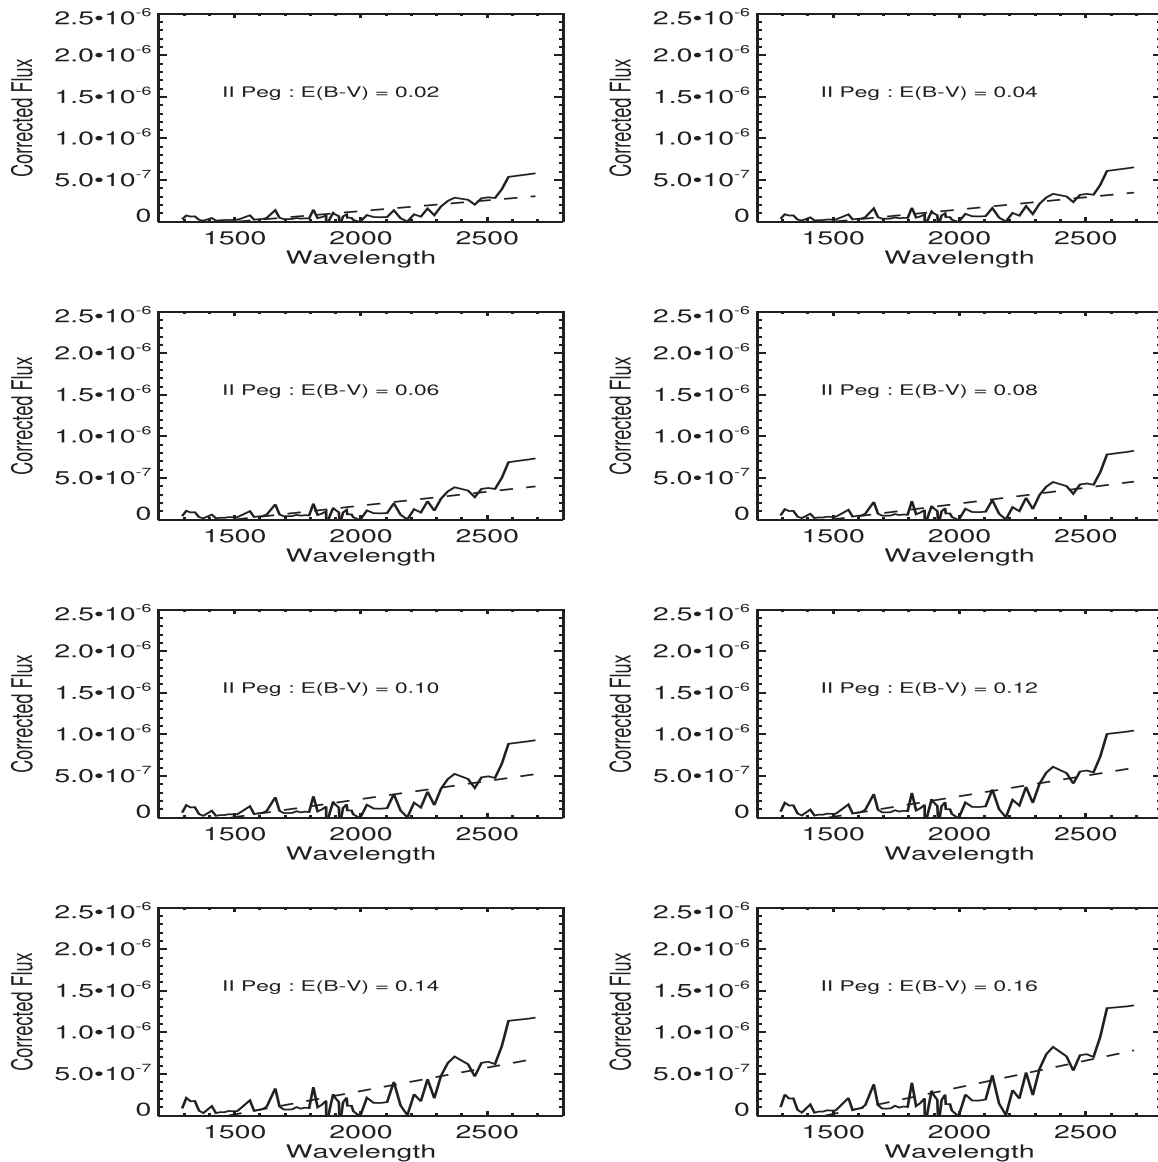 2.5•10⁻⁶
2.0•10⁻⁶
1.5•10⁻⁶
1.0•10⁻⁶
5.0•10⁻⁷
0
Corrected Flux
II Peg : E(B-V) = 0.02
1500 2000 2500
Wavelength
2.5•10⁻⁶
2.0•10⁻⁶
1.5•10⁻⁶
1.0•10⁻⁶
5.0•10⁻⁷
0
Corrected Flux
II Peg : E(B-V) = 0.04
1500 2000 2500
Wavelength
2.5•10⁻⁶
2.0•10⁻⁶
1.5•10⁻⁶
1.0•10⁻⁶
5.0•10⁻⁷
0
Corrected Flux
II Peg : E(B-V) = 0.06
1500 2000 2500
Wavelength
2.5•10⁻⁶
2.0•10⁻⁶
1.5•10⁻⁶
1.0•10⁻⁶
5.0•10⁻⁷
0
Corrected Flux
II Peg : E(B-V) = 0.08
1500 2000 2500
Wavelength
2.5•10⁻⁶
2.0•10⁻⁶
1.5•10⁻⁶
1.0•10⁻⁶
5.0•10⁻⁷
0
Corrected Flux
II Peg : E(B-V) = 0.10
1500 2000 2500
Wavelength
2.5•10⁻⁶
2.0•10⁻⁶
1.5•10⁻⁶
1.0•10⁻⁶
5.0•10⁻⁷
0
Corrected Flux
II Peg : E(B-V) = 0.12
1500 2000 2500
Wavelength
2.5•10⁻⁶
2.0•10⁻⁶
1.5•10⁻⁶
1.0•10⁻⁶
5.0•10⁻⁷
0
Corrected Flux
II Peg : E(B-V) = 0.14
1500 2000 2500
Wavelength
2.5•10⁻⁶
2.0•10⁻⁶
1.5•10⁻⁶
1.0•10⁻⁶
5.0•10⁻⁷
0
Corrected Flux
II Peg : E(B-V) = 0.16
1500 2000 2500
Wavelength